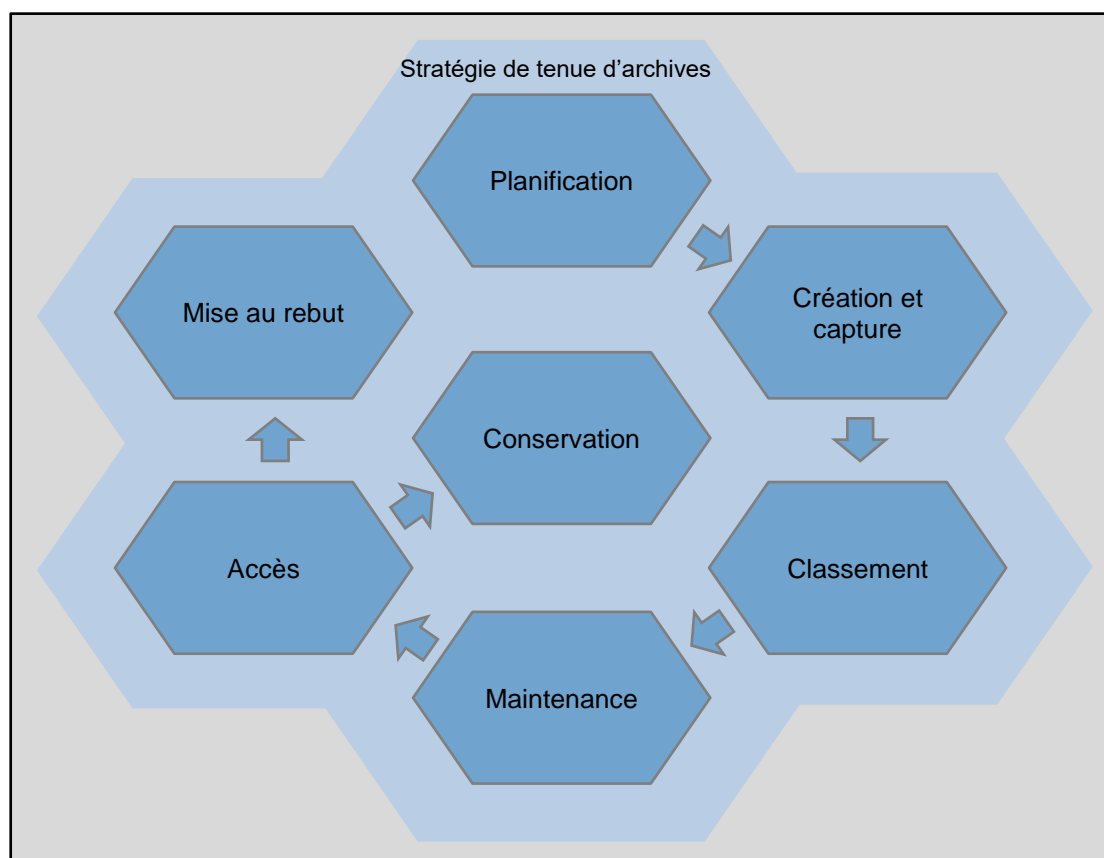 Stratégie de tenue d’archives
Planification
Mise au rebut
Création et
capture
Conservation
Accès
Classement
Maintenance